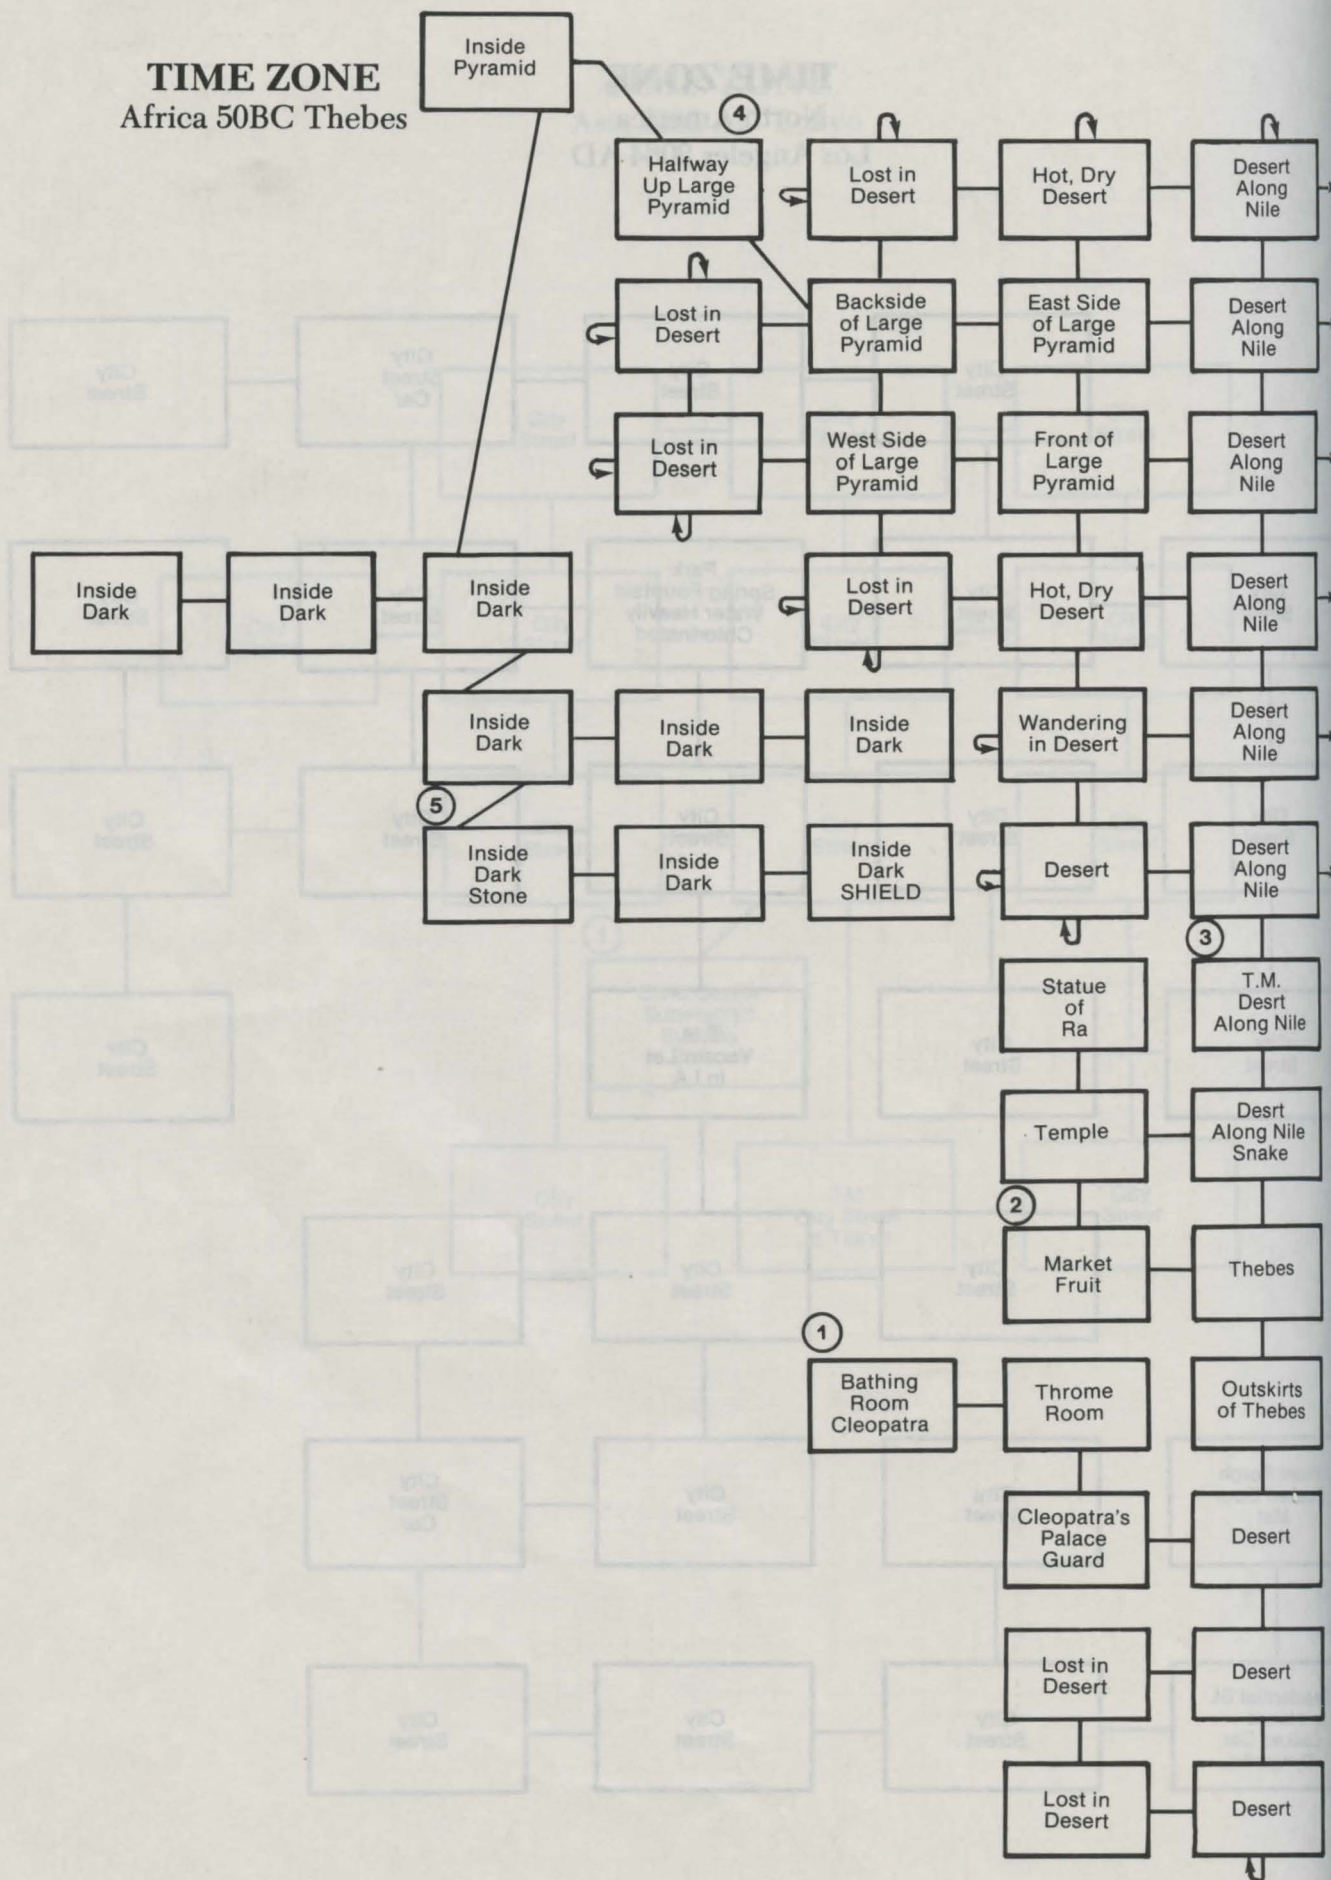 TIME ZONE
Africa 50BC Thebes
Inside
Pyramid
4
Halfway
Up Large
Pyramid
Lost in
Desert
Hot, Dry
Desert
Desert
Along
Nile
Lost in
Desert
Backside
of Large
Pyramid
East Side
of Large
Pyramid
Desert
Along
Nile
Lost in
Desert
West Side
of Large
Pyramid
Front of
Large
Pyramid
Desert
Along
Nile
Inside
Dark
Inside
Dark
Inside
Dark
Lost in
Desert
Hot, Dry
Desert
Desert
Along
Nile
Inside
Dark
Inside
Dark
Inside
Dark
Wandering
in Desert
Desert
Along
Nile
5
Inside
Dark
Stone
Inside
Dark
Inside
Dark
SHIELD
Desert
Desert
Along
Nile
3
Statue
of
Ra
T.M.
Desrt
Along Nile
Temple
Desrt
Along Nile
Snake
2
Market
Fruit
Thebes
1
Bathing
Room
Cleopatra
Throme
Room
Outskirts
of Thebes
Cleopatra's
Palace
Guard
Desert
Lost in
Desert
Desert
Lost in
Desert
Desert